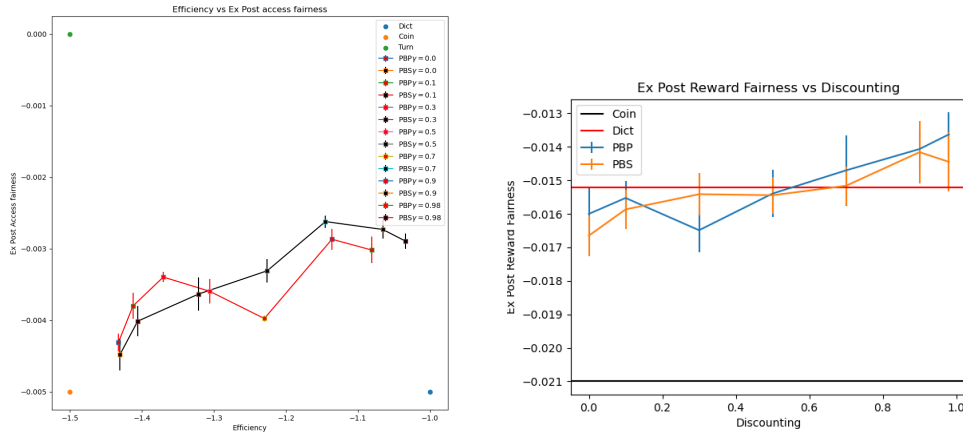 Efficiency vs Ex Post access fairness
0.000
−0.001
−0.002
−0.003
−0.004
−0.005
Ex Post Access fairness
−1.5
−1.4
−1.3
−1.2
−1.1
−1.0
Efficiency
Dict
Coin
Turn
PBPγ = 0.0
PBSγ = 0.0
PBPγ = 0.1
PBSγ = 0.1
PBPγ = 0.3
PBSγ = 0.3
PBPγ = 0.5
PBSγ = 0.5
PBPγ = 0.7
PBSγ = 0.7
PBPγ = 0.9
PBSγ = 0.9
PBPγ = 0.98
PBSγ = 0.98
Ex Post Reward Fairness vs Discounting
−0.013
−0.014
−0.015
−0.016
−0.017
−0.018
−0.019
−0.020
−0.021
Ex Post Reward Fairness
Coin
Dict
PBP
PBS
0.0
0.2
0.4
0.6
0.8
1.0
Discounting